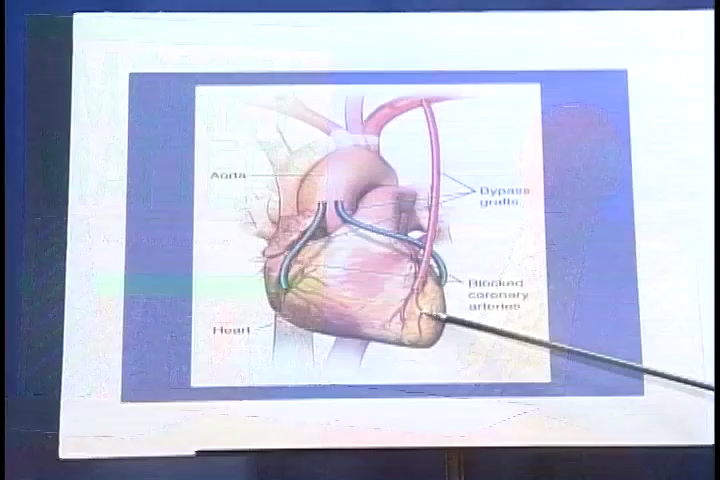 Aorta
Bypass
grafts
Blocked
coronary
arteries
Heart